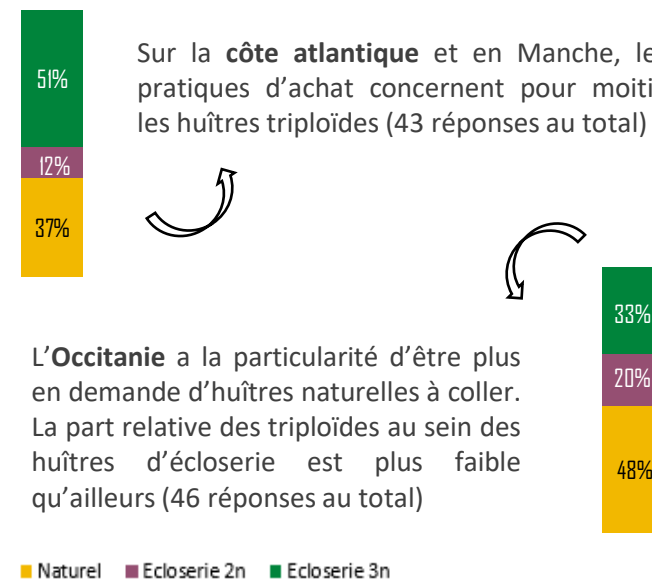 51%
12%
37%
Sur la côte atlantique et en Manche, le
pratiques d'achat concernent pour moiti
les huîtres triploïdes (43 réponses au total)
33%
20%
48%
L'Occitanie a la particularité d'être plus
en demande d'huîtres naturelles à coller.
La part relative des triploïdes au sein des
huîtres d'écloserie est plus faible
qu'ailleurs (46 réponses au total)
Naturel Ecloserie 2n Ecloserie 3n